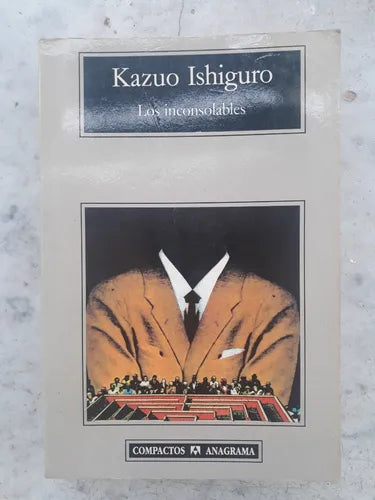 Kazuo Ishiguro
Los inconsolables
COMPACTOS A ANAGRAMA